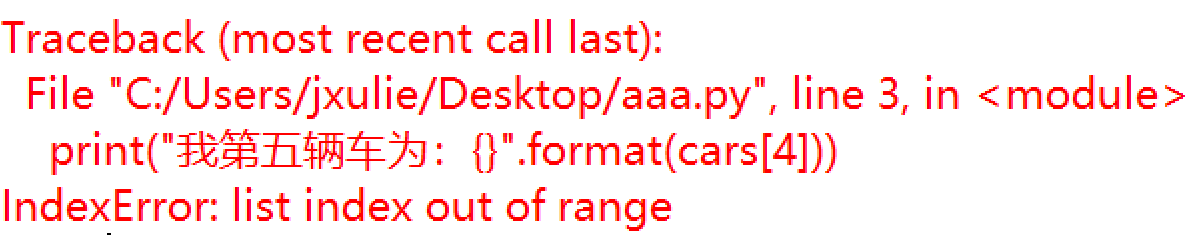 Traceback (most recent call last):
File "C:/Users/jxulie/Desktop/aaa.py", line 3, in <module>
print("我第五辆车为：{}".format(cars[4]))
IndexError: list index out of range